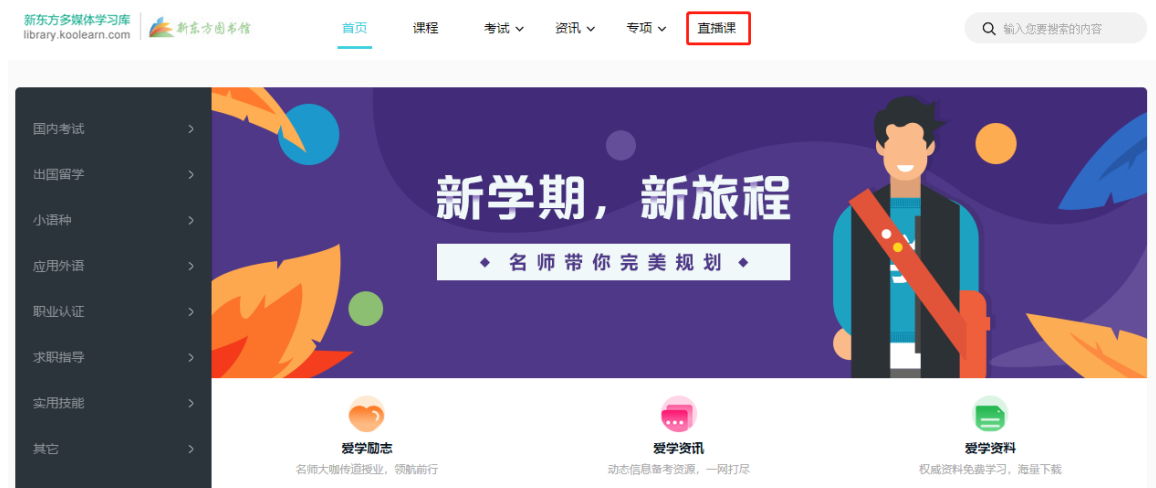 新东方多媒体学习库
library.koolearn.com
新东方图书馆
首页 课程 考试 资讯 专项 直播课
输入您要搜索的内容
国内考试
出国留学
小语种
应用外语
职业认证
求职指导
实用技能
其它
新学期，新旅程
名师带你完美规划
爱学励志
名师大咖传道授业，领航前行
爱学资讯
动态信息备考资源，一网打尽
爱学资料
权威资料免费学习，海量下载